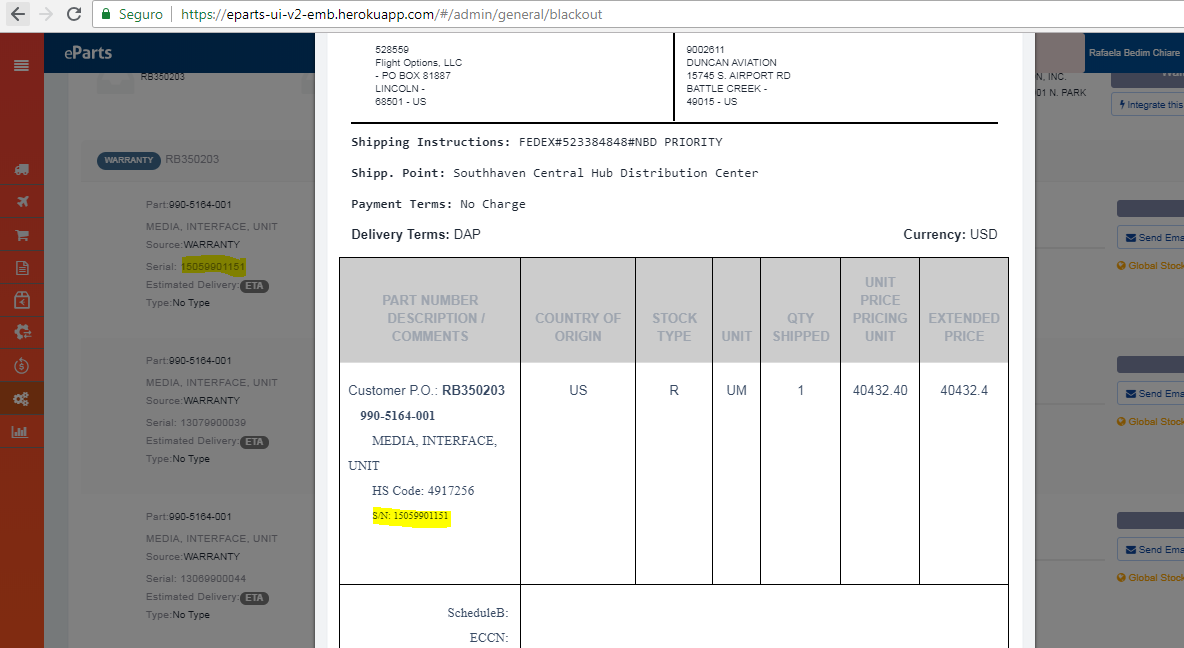 Seguro https://eparts-ui-v2-emb.herokuapp.com/#/admin/general/blackout
eParts
Rafaela Bedim Chiare
RB350203
N, INC.
01 N. PARK
Integrate this
WARRANTY RB350203
Part:990-5164-001
MEDIA, INTERFACE, UNIT
Source:WARRANTY
Serial: 15059901151
Estimated Delivery: ETA
Type:No Type
Send Ema
Global Stock
Part:990-5164-001
MEDIA, INTERFACE, UNIT
Source:WARRANTY
Serial: 13079900039
Estimated Delivery: ETA
Type:No Type
Send Ema
Global Stock
Part:990-5164-001
MEDIA, INTERFACE, UNIT
Source:WARRANTY
Serial: 13069900044
Estimated Delivery: ETA
Type:No Type
Send Ema
Global Stock
528559
Flight Options, LLC
- PO BOX 81887
LINCOLN -
68501 - US
9002611
DUNCAN AVIATION
15745 S. AIRPORT RD
BATTLE CREEK -
49015 - US
Shipping Instructions: FEDEX#523384848#NBD PRIORITY
Shipp. Point: Southhaven Central Hub Distribution Center
Payment Terms: No Charge
Delivery Terms: DAP
Currency: USD
PART NUMBER
DESCRIPTION /
COMMENTS
COUNTRY OF
ORIGIN
STOCK
TYPE
UNIT
QTY
SHIPPED
UNIT
PRICE
PRICING
UNIT
EXTENDED
PRICE
Customer P.O.: RB350203
990-5164-001
MEDIA, INTERFACE,
UNIT
HS Code: 4917256
S/N: 15059901151
US
R
UM
1
40432.40
40432.4
ScheduleB:
ECCN: